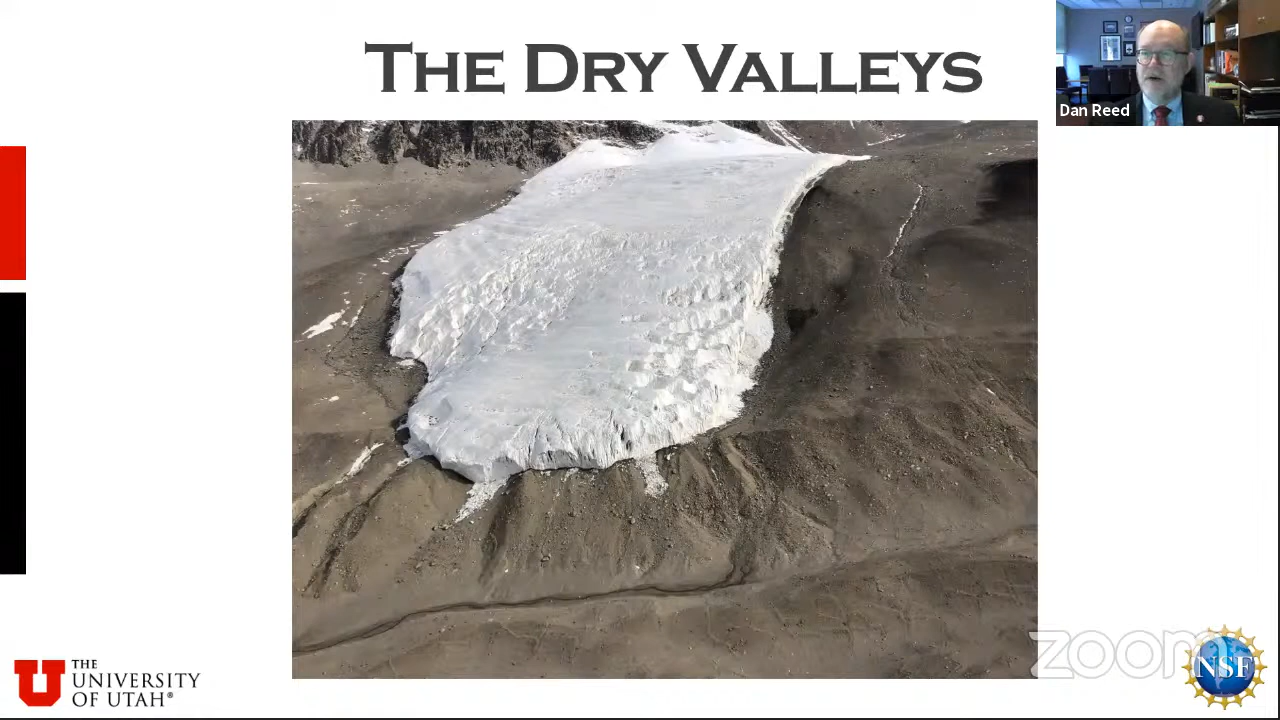 THE DRY VALLEYS
Dan Reed
zoom
NSF
U
THE
UNIVERSITY
OF UTAH®